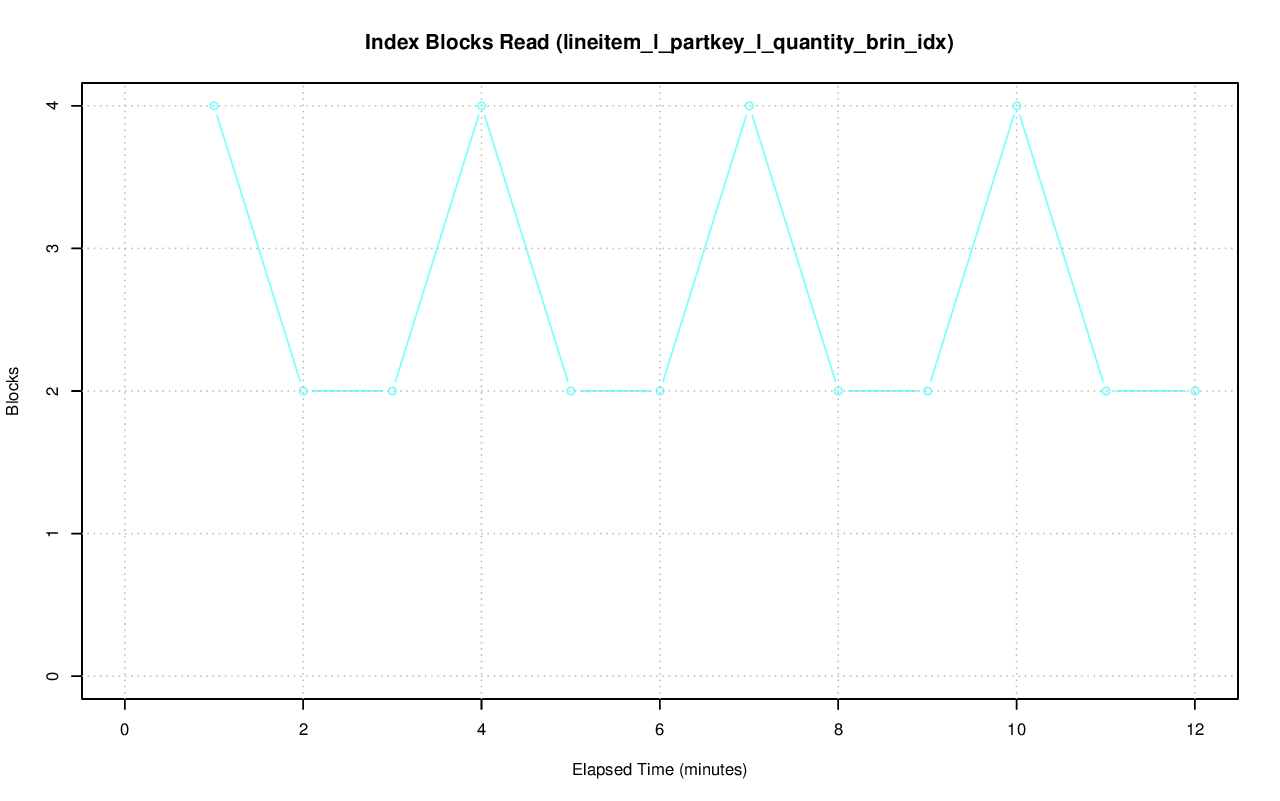 Index Blocks Read (lineitem_l_partkey_l_quantity_brin_idx)
4
3
2
1
0
Blocks
0 2 4 6 8 10 12
Elapsed Time (minutes)